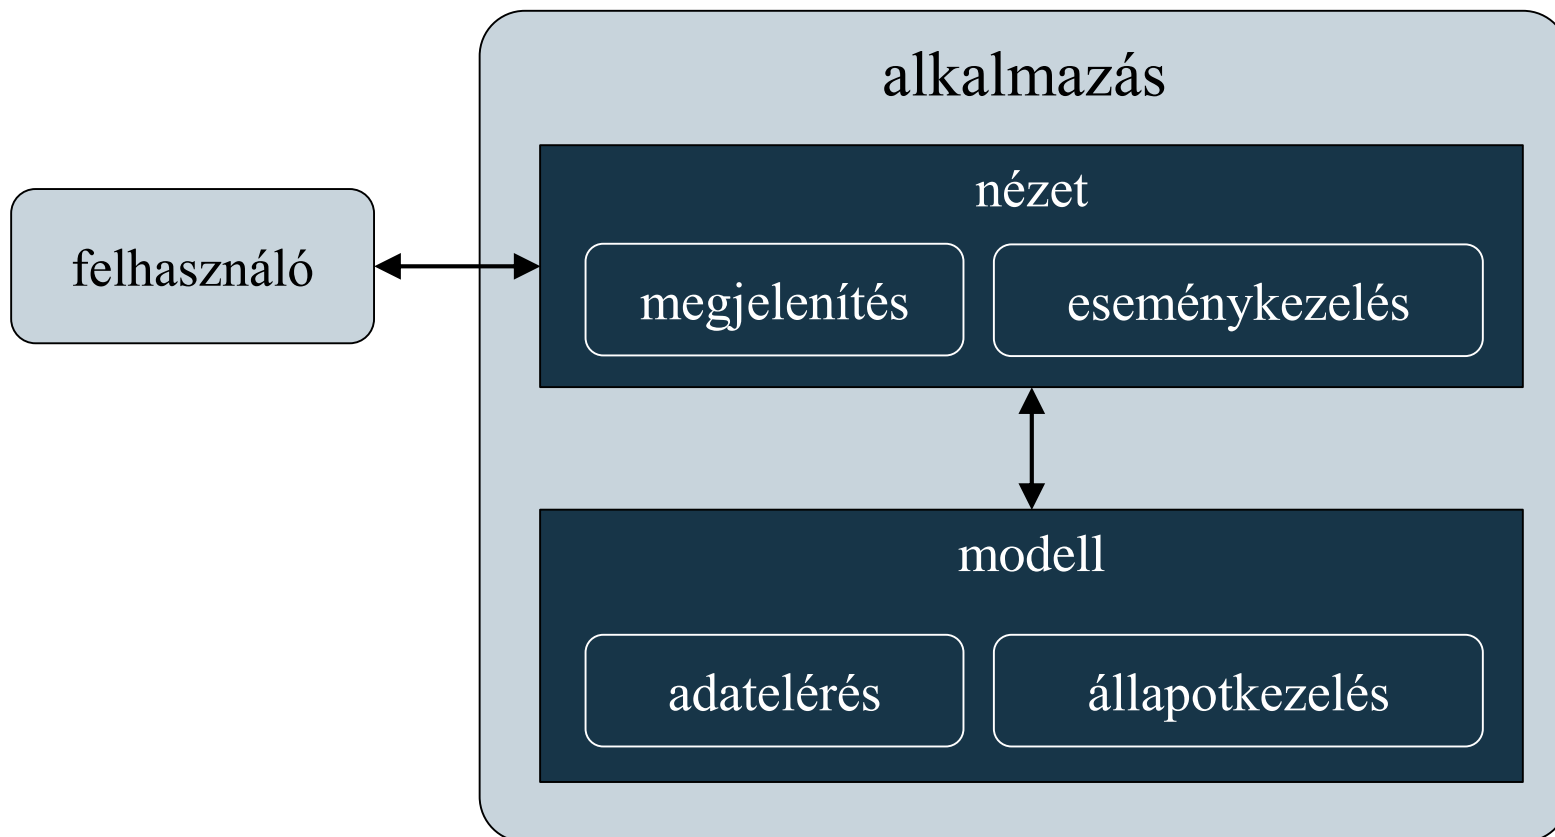 alkalmazás
nézet
felhasználó
megjelenítés
eseménykezelés
modell
adatelérés
állapotkezelés